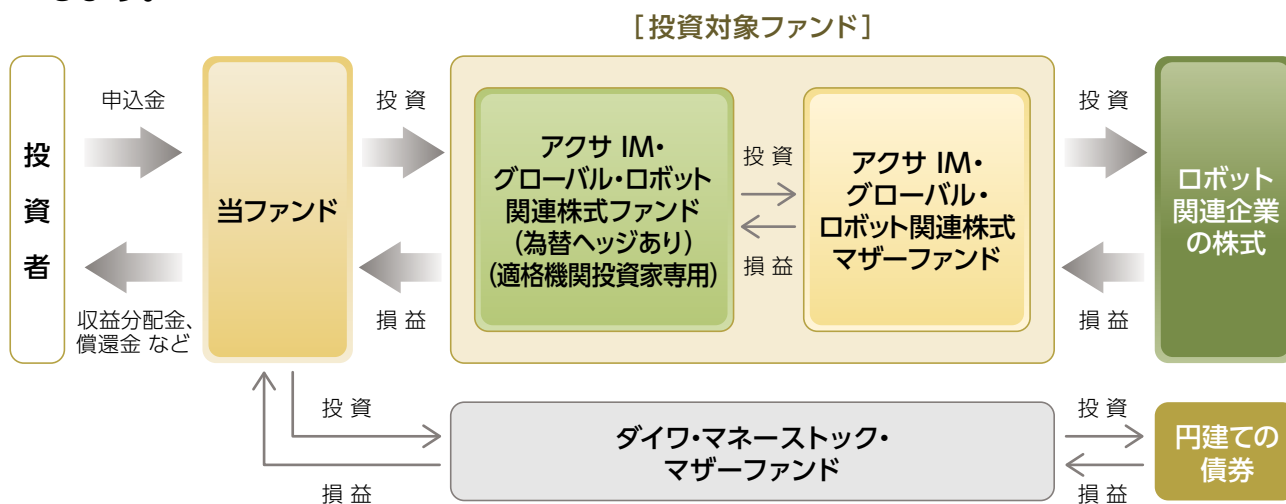 します。
[投資対象ファンド]
投資者
申込金
収益分配金、
償還金 など
当ファンド
投 資
損 益
アクサ IM・
グローバル・ロボット
関連株式ファンド
(為替ヘッジあり)
(適格機関投資家専用)
投 資
損 益
アクサ IM・
グローバル・
ロボット関連株式
マザーファンド
投 資
損 益
ロボット
関連企業
の株式
投 資
損 益
ダイワ・マネーストック・
マザーファンド
投 資
損 益
円建ての
債券